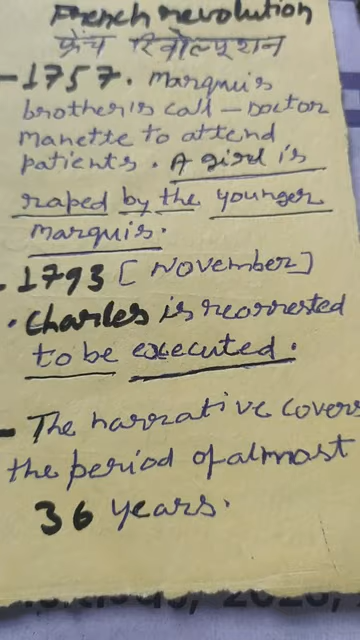 French revolution
फ्रेंच रिवोल्यूशन
- 1757. Marquis
brother's call - Doctor
Manette to attend
patients. A girl is
raped by the younger
Marquis.
- 1793 [November]
• Charles is rearrested
to be executed.
- The narrative covers
the period of almost
36 years.